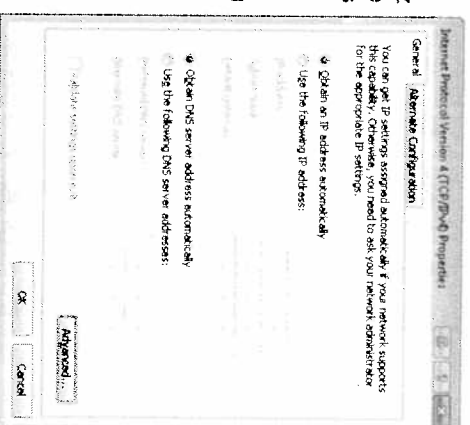 Internet Protocol Version 4 (TCP/IPv4) Properties
General
Alternate Configuration
You can get IP settings assigned automatically if your network supports
this capability. Otherwise, you need to ask your network administrator
for the appropriate IP settings.
Obtain an IP address automatically
Use the following IP address:
Obtain DNS server address automatically
Use the following DNS server addresses:
Advanced...
OK
Cancel